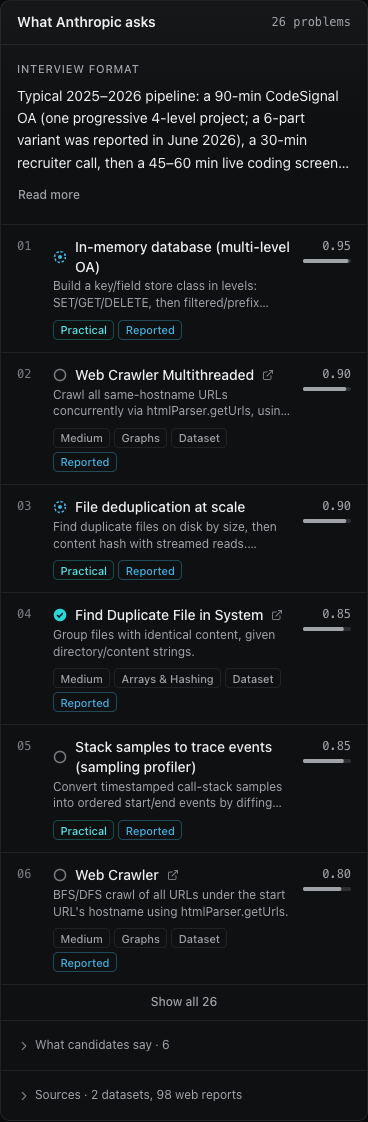 What Anthropic asks
26 problems
INTERVIEW FORMAT
Typical 2025–2026 pipeline: a 90-min CodeSignal
OA (one progressive 4-level project; a 6-part
variant was reported in June 2026), a 30-min
recruiter call, then a 45–60 min live coding screen...
Read more
01
In-memory database (multi-level
OA)
0.95
Build a key/field store class in levels:
SET/GET/DELETE, then filtered/prefix...
Practical
Reported
02
Web Crawler Multithreaded
0.90
Crawl all same-hostname URLs
concurrently via htmlParser.getUrls, usin...
Medium
Graphs
Dataset
Reported
03
File deduplication at scale
0.90
Find duplicate files on disk by size, then
content hash with streamed reads....
Practical
Reported
04
Find Duplicate File in System
0.85
Group files with identical content, given
directory/content strings.
Medium
Arrays & Hashing
Dataset
Reported
05
Stack samples to trace events
(sampling profiler)
0.85
Convert timestamped call-stack samples
into ordered start/end events by diffing...
Practical
Reported
06
Web Crawler
0.80
BFS/DFS crawl of all URLs under the start
URL's hostname using htmlParser.getUrls.
Medium
Graphs
Dataset
Reported
Show all 26
What candidates say · 6
Sources · 2 datasets, 98 web reports